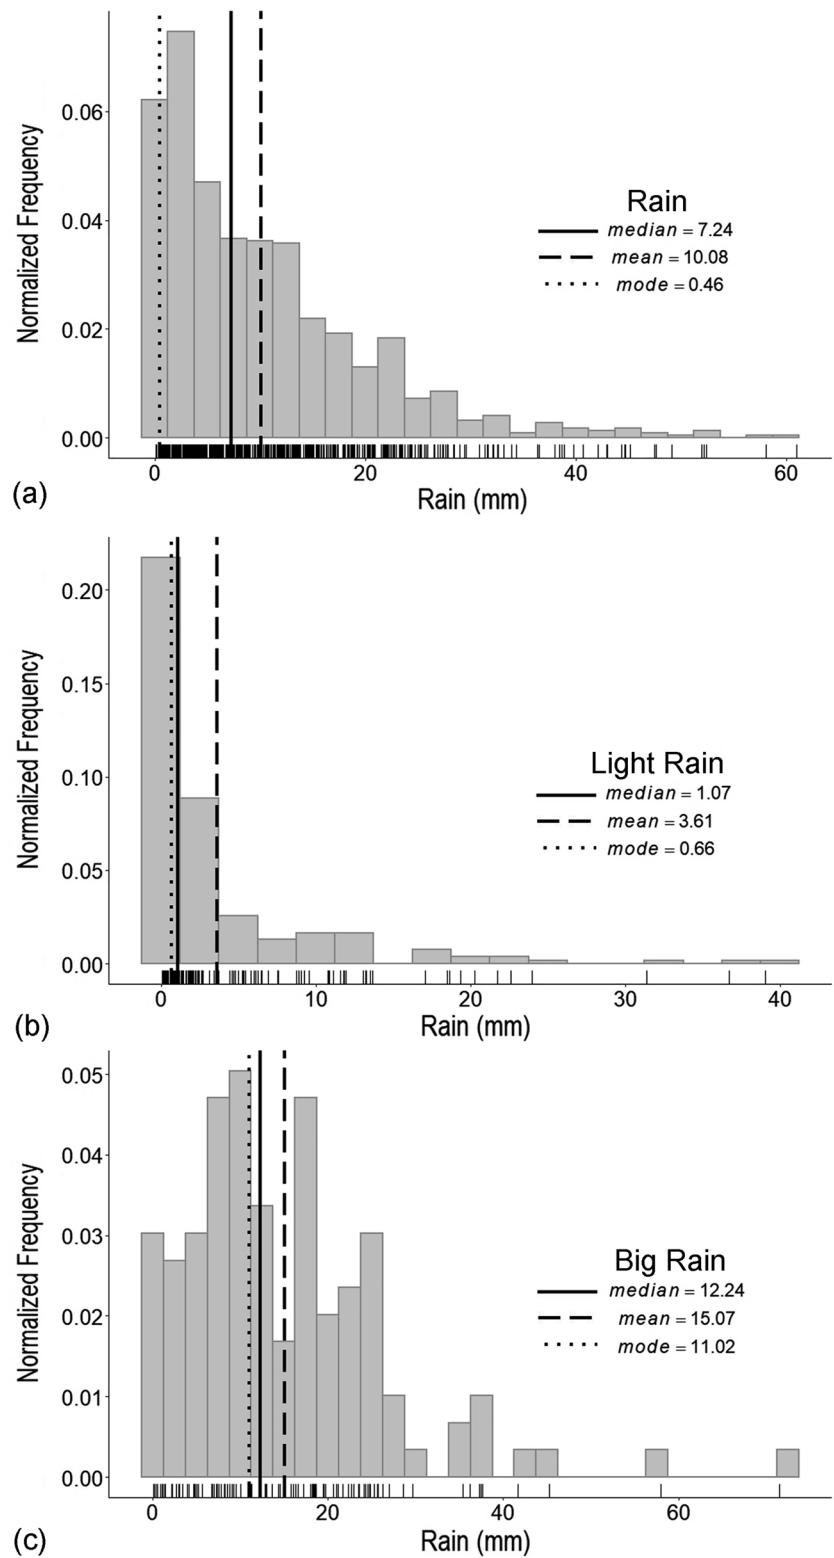 Normalized Frequency
0.06
0.04
0.02
0.00
Rain
median = 7.24
mean = 10.08
mode = 0.46
0 20 40 60
Rain (mm)
(a)
Normalized Frequency
0.20
0.15
0.10
0.05
0.00
Light Rain
median = 1.07
mean = 3.61
mode = 0.66
0 10 20 30 40
Rain (mm)
(b)
Normalized Frequency
0.05
0.04
0.03
0.02
0.01
0.00
Big Rain
median = 12.24
mean = 15.07
mode = 11.02
0 20 40 60
Rain (mm)
(c)